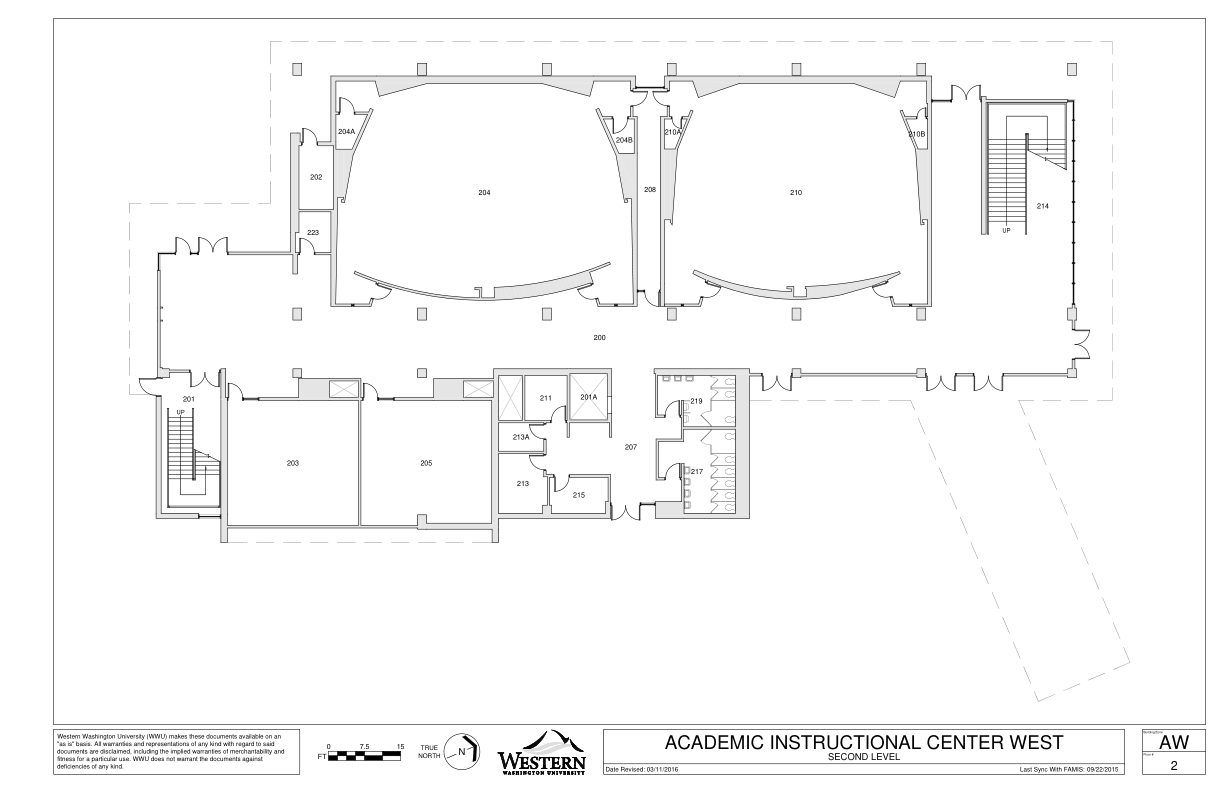 204A
204B
210A
210B
202
204
208
210
214
223
UP
200
201
UP
211
201A
219
213A
207
203
205
217
213
215
Western Washington University (WWU) makes these documents available on an
"as is" basis. All warranties and representations of any kind with regard to said
documents are disclaimed, including the implied warranties of merchantability and
fitness for a particular use. WWU does not warrant the documents against
deficiencies of any kind.
0 7.5 15
FT
TRUE
NORTH
N
WESTERN
WASHINGTON UNIVERSITY
ACADEMIC INSTRUCTIONAL CENTER WEST
SECOND LEVEL
Date Revised: 03/11/2016
Last Sync With FAMIS: 09/22/2015
AW
2